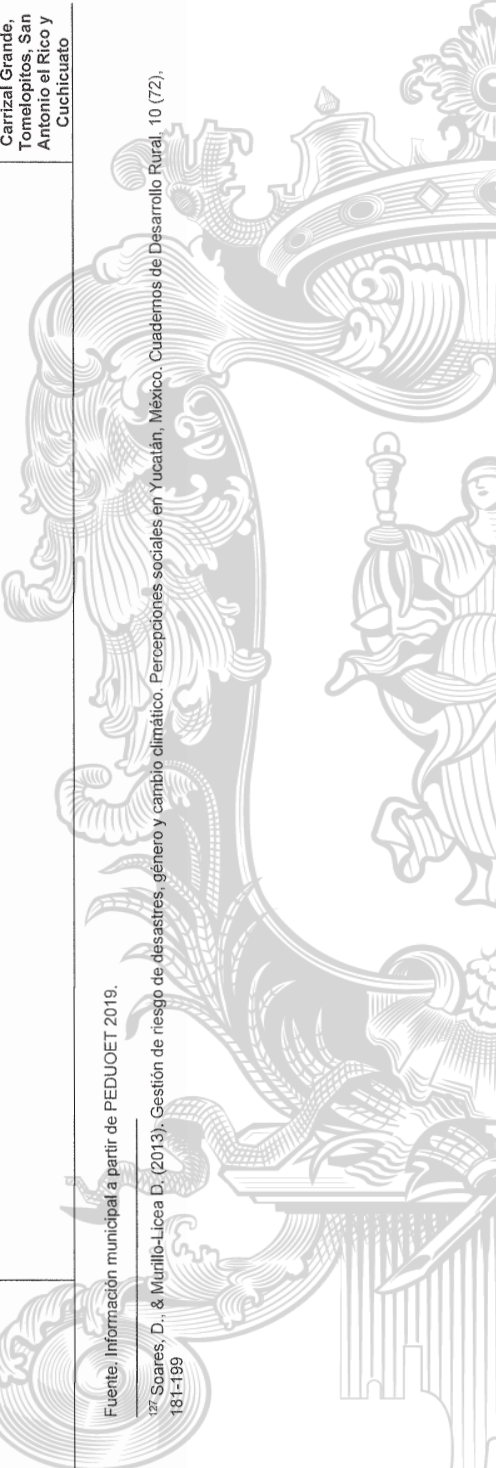 Carrizal Grande,
Tomelopitos, San
Antonio el Rico y
Cuchicuato
Fuente. Información municipal a partir de PEDUOET 2019.
127 Soares, D., & Murillo-Licea D. (2013). Gestión de riesgo de desastres, género y cambio climático. Percepciones sociales en Yucatán, México. Cuadernos de Desarrollo Rural, 10 (72),
181-199